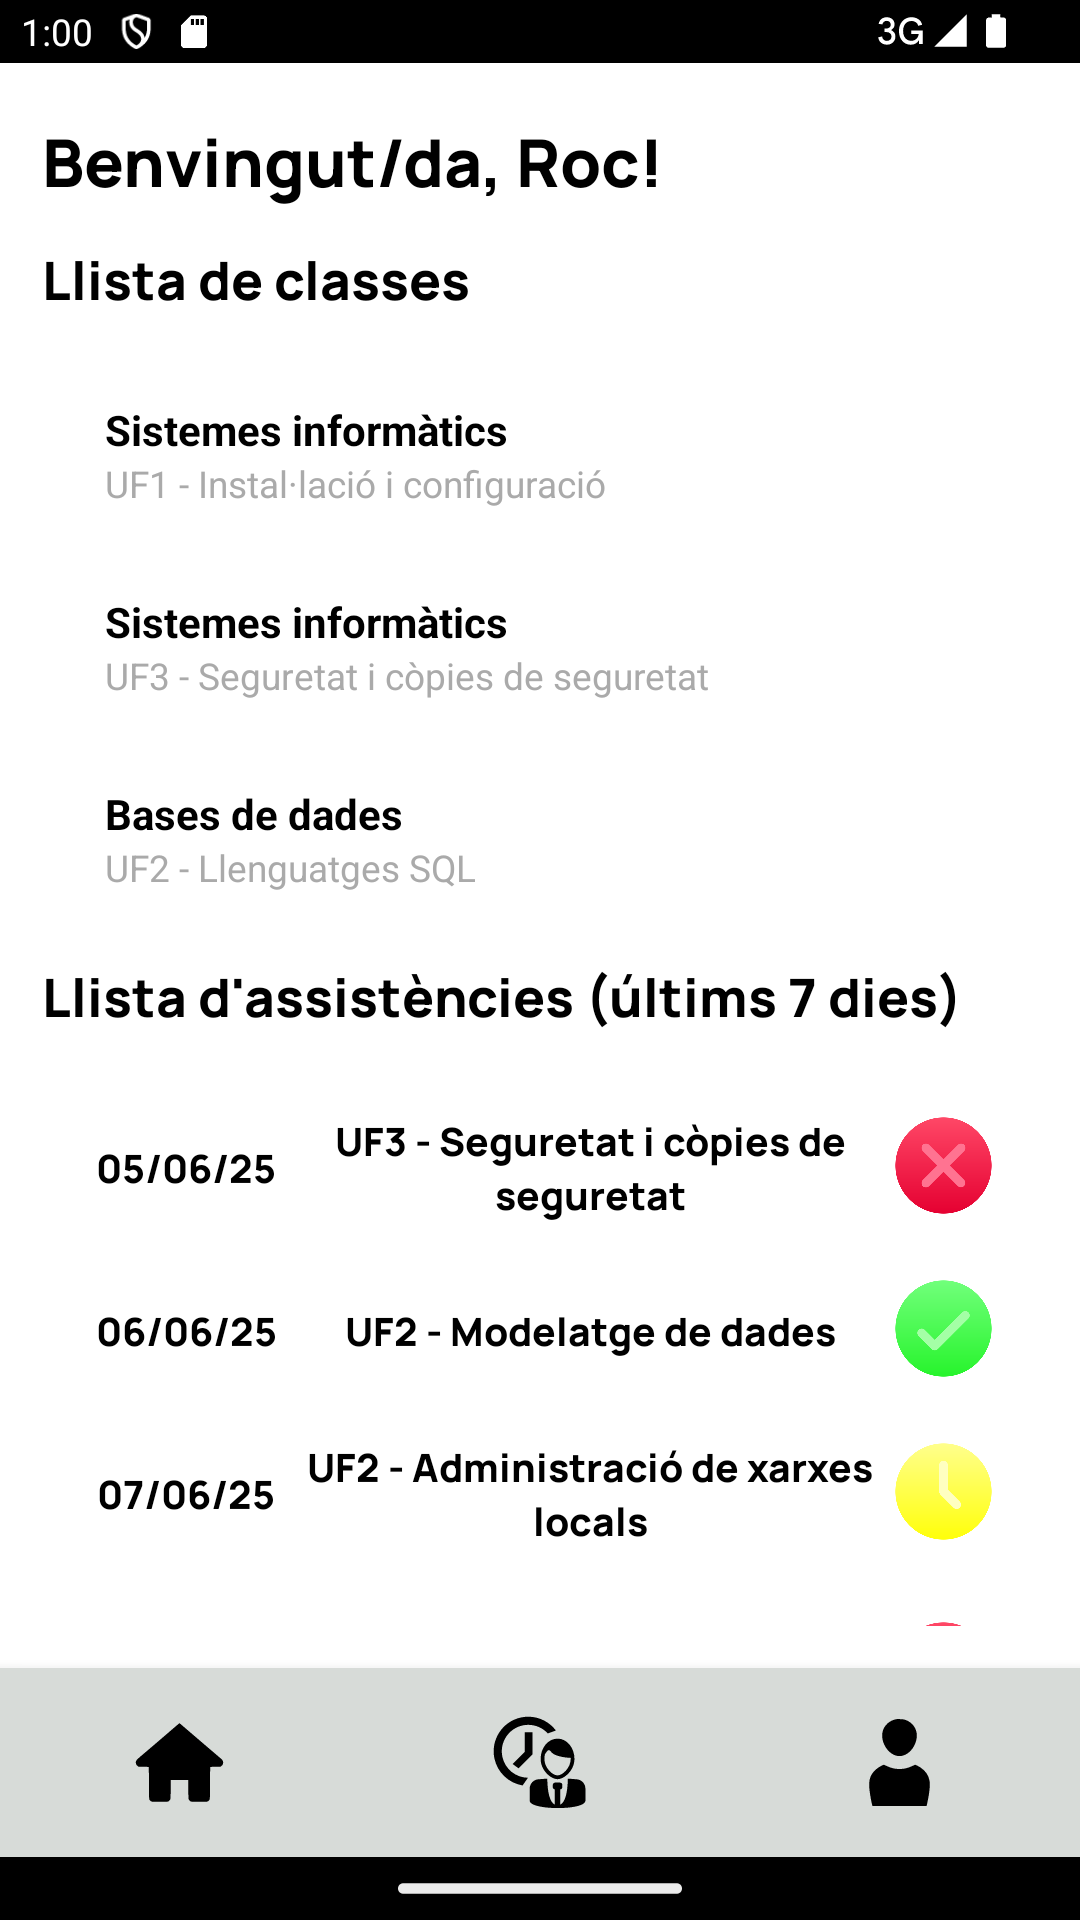 1:00
3G
Benvingut/da, Roc!
Llista de classes
Sistemes informàtics
UF1 - Instal·lació i configuració
Sistemes informàtics
UF3 - Seguretat i còpies de seguretat
Bases de dades
UF2 - Llenguatges SQL
Llista d'assistències (últims 7 dies)
05/06/25
UF3 - Seguretat i còpies de
seguretat
06/06/25
UF2 - Modelatge de dades
07/06/25
UF2 - Administració de xarxes
locals